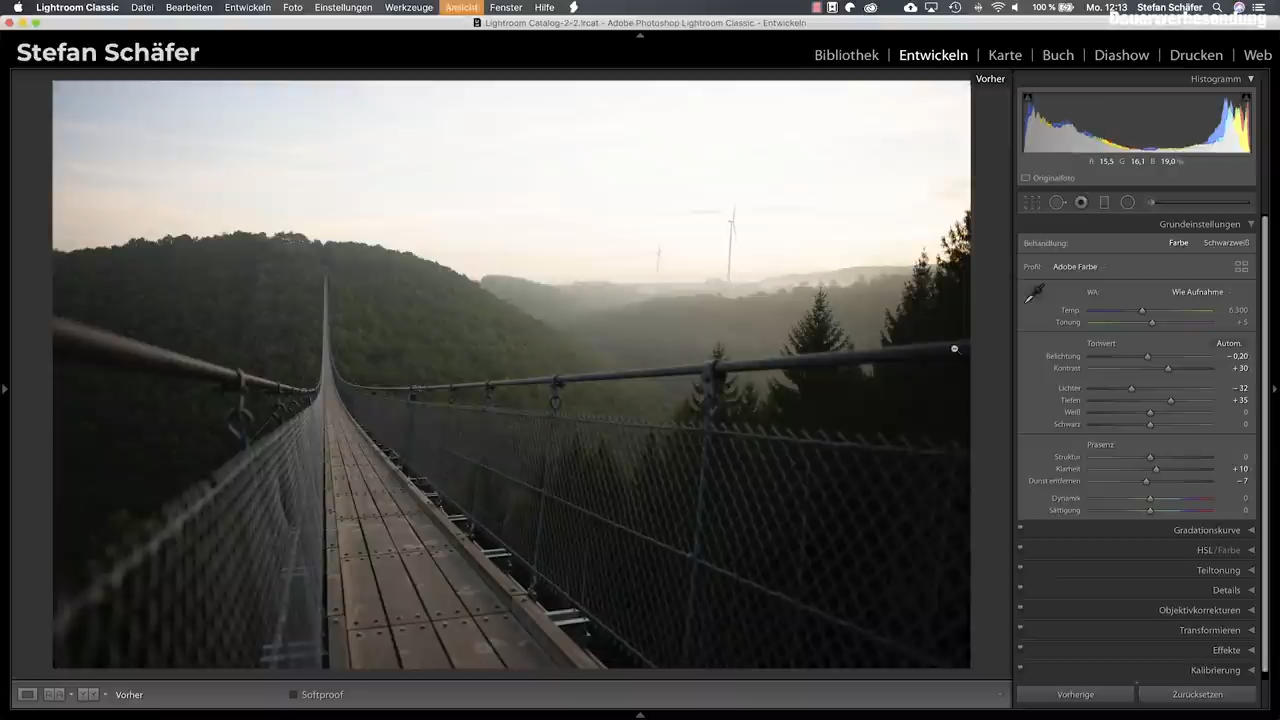 Lightroom Classic Datei Bearbeiten Entwickeln Foto Einstellungen Werkzeuge Ansicht Fenster Hilfe 100 % Mo. 12:13 Stefan Schäfer
Lightroom Catalog-2-2.lrcat - Adobe Photoshop Lightroom Classic - Entwickeln
Dauerwerbesendung
Stefan Schäfer
Bibliothek | Entwickeln | Karte | Buch | Diashow | Drucken | Web
Vorher
Histogramm
R 15,5 G 16,1 B 19,0 %
Originalfoto
Grundeinstellungen
Behandlung: Farbe Schwarzweiß
Profil: Adobe Farbe
WA: Wie Aufnahme
Temp. 6.300
Tonung + 5
Tonwert Autom.
Belichtung − 0,20
Kontrast + 30
Lichter − 32
Tiefen + 35
Weiß 0
Schwarz 0
Präsenz
Struktur 0
Klarheit + 10
Dunst entfernen − 7
Dynamik 0
Sättigung 0
Gradationskurve
HSL / Farbe
Teiltonung
Details
Objektivkorrekturen
Transformieren
Effekte
Kalibrierung
Vorher
Softproof
Vorherige
Zurücksetzen